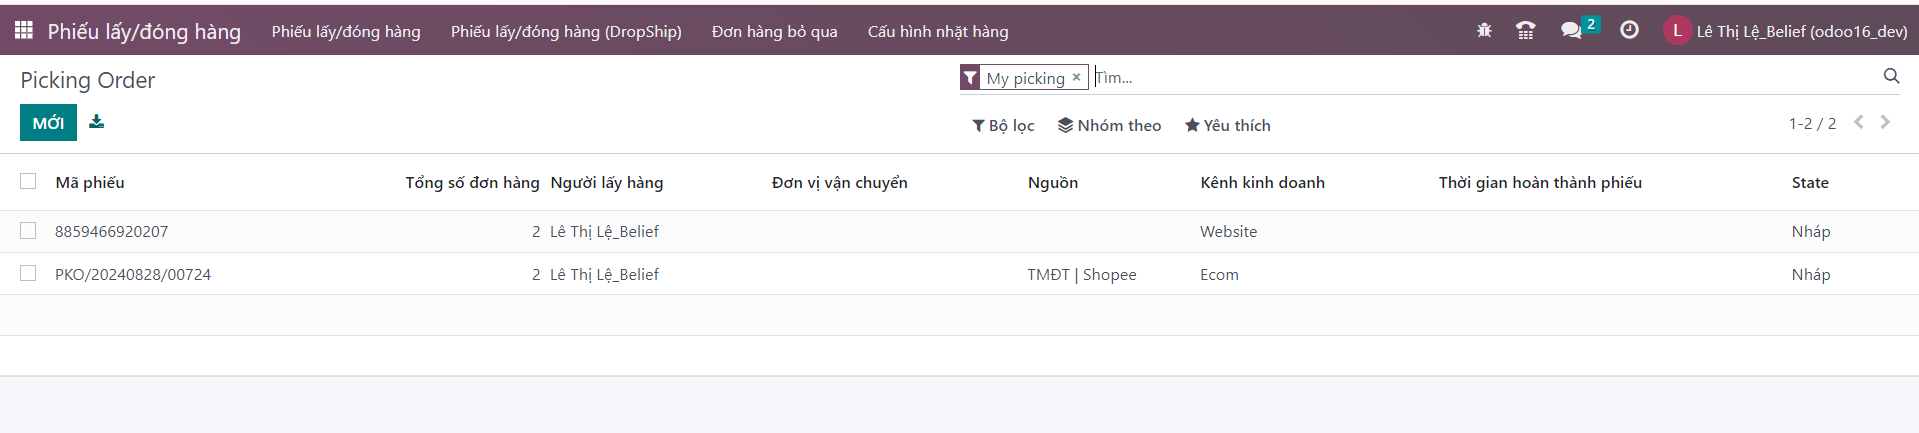 Phiếu lấy/đóng hàng Phiếu lấy/đóng hàng Phiếu lấy/đóng hàng (DropShip) Đơn hàng bỏ qua Cấu hình nhặt hàng 2 L Lê Thị Lệ_Belief (odoo16_dev)
Picking Order My picking × Tìm...
MỚI Bộ lọc Nhóm theo Yêu thích 1-2 / 2
Mã phiếu Tổng số đơn hàng Người lấy hàng Đơn vị vận chuyển Nguồn Kênh kinh doanh Thời gian hoàn thành phiếu State
8859466920207 2 Lê Thị Lệ_Belief Website Nháp
PKO/20240828/00724 2 Lê Thị Lệ_Belief TMĐT | Shopee Ecom Nháp